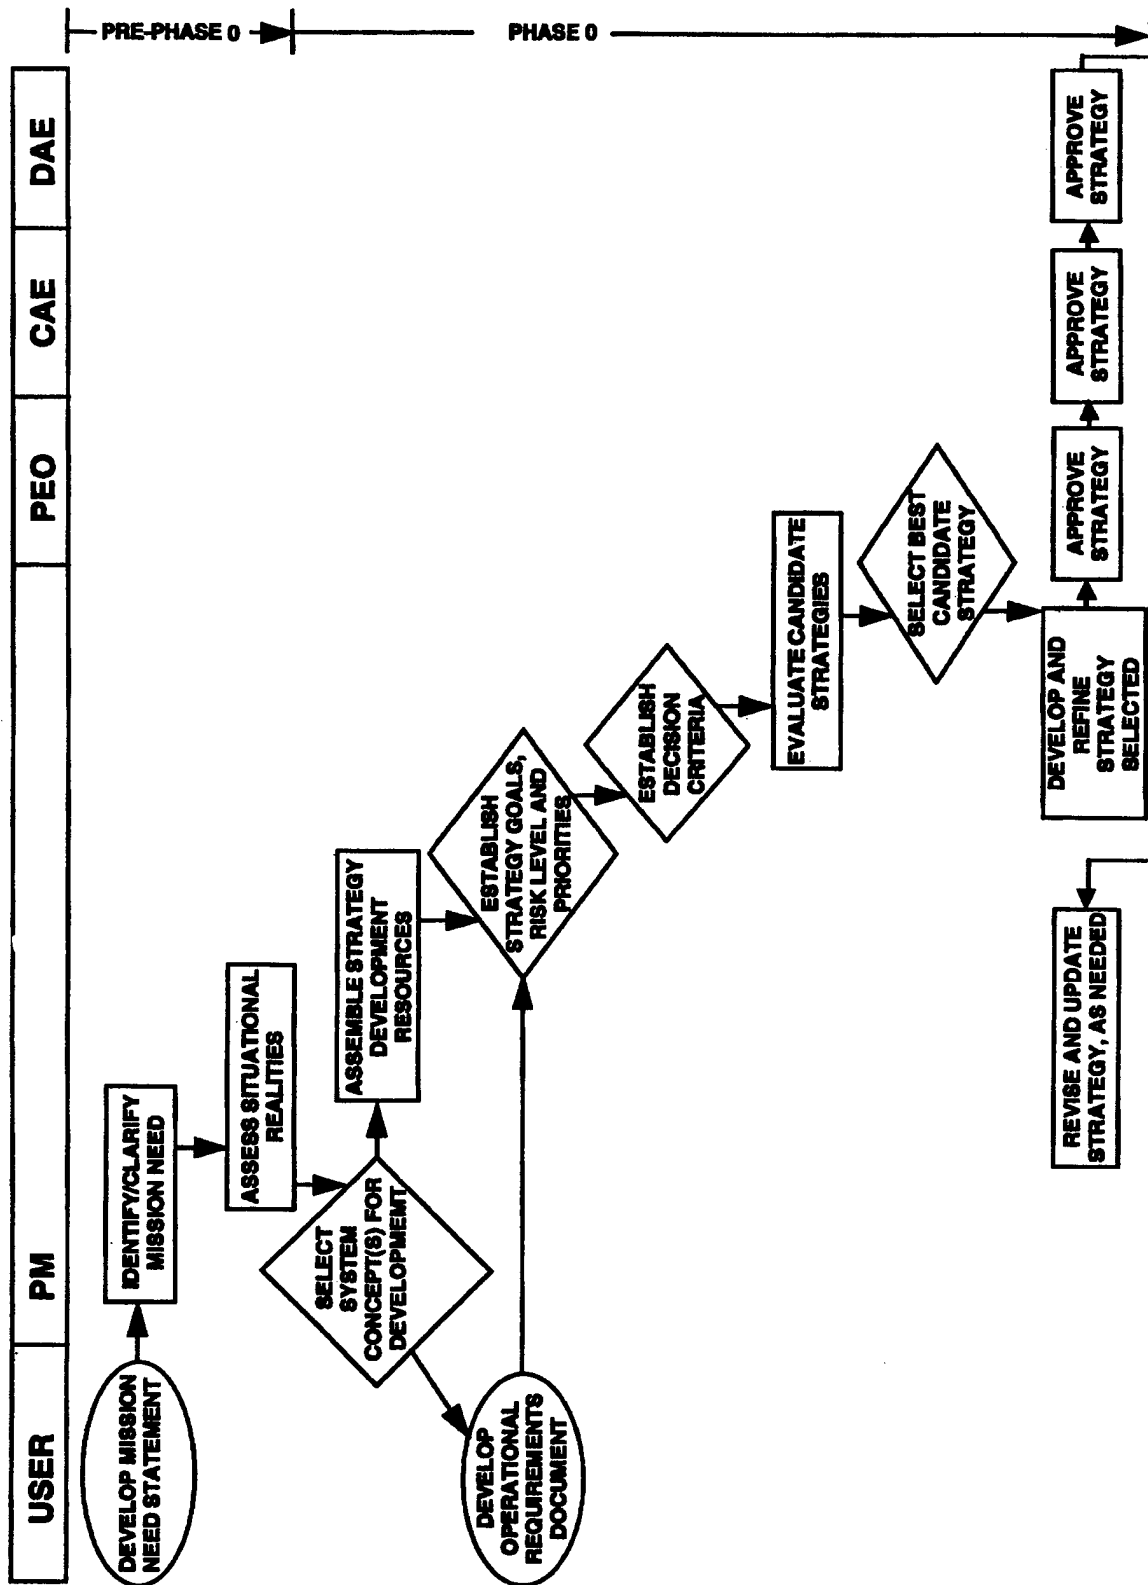 USER
PM
PEO
CAE
DAE
PRE-PHASE 0
PHASE 0
DEVELOP MISSION
NEED STATEMENT
IDENTIFY/CLARIFY
MISSION NEED
ASSESS SITUATIONAL
REALITIES
SELECT
SYSTEM
CONCEPT(S) FOR
DEVELOPMEMT
ASSEMBLE STRATEGY
DEVELOPMENT
RESOURCES
DEVELOP
OPERATIONAL
REQUIREMENTS
DOCUMENT
ESTABLISH
STRATEGY GOALS,
RISK LEVEL AND
PRIORITIES
ESTABLISH
DECISION
CRITERIA
EVALUATE CANDIDATE
STRATEGIES
SELECT BEST
CANDIDATE
STRATEGY
DEVELOP AND
REFINE
STRATEGY
SELECTED
APPROVE
STRATEGY
APPROVE
STRATEGY
APPROVE
STRATEGY
REVISE AND UPDATE
STRATEGY, AS NEEDED